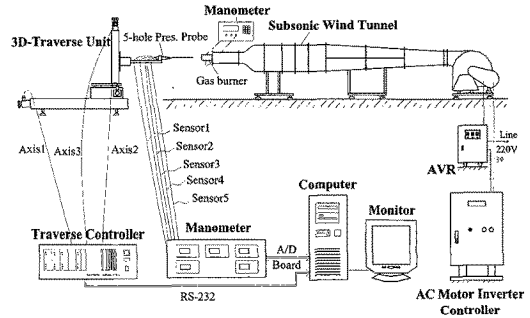 Manometer
3D-Traverse Unit
5-hole Pres. Probe
Subsonic Wind Tunnel
Gas burner
Axis1
Axis3
Axis2
Sensor1
Sensor2
Sensor3
Sensor4
Sensor5
Line
220V
3φ
AVR
Computer
Monitor
Traverse Controller
Manometer
A/D
Board
RS-232
AC Motor Inverter
Controller